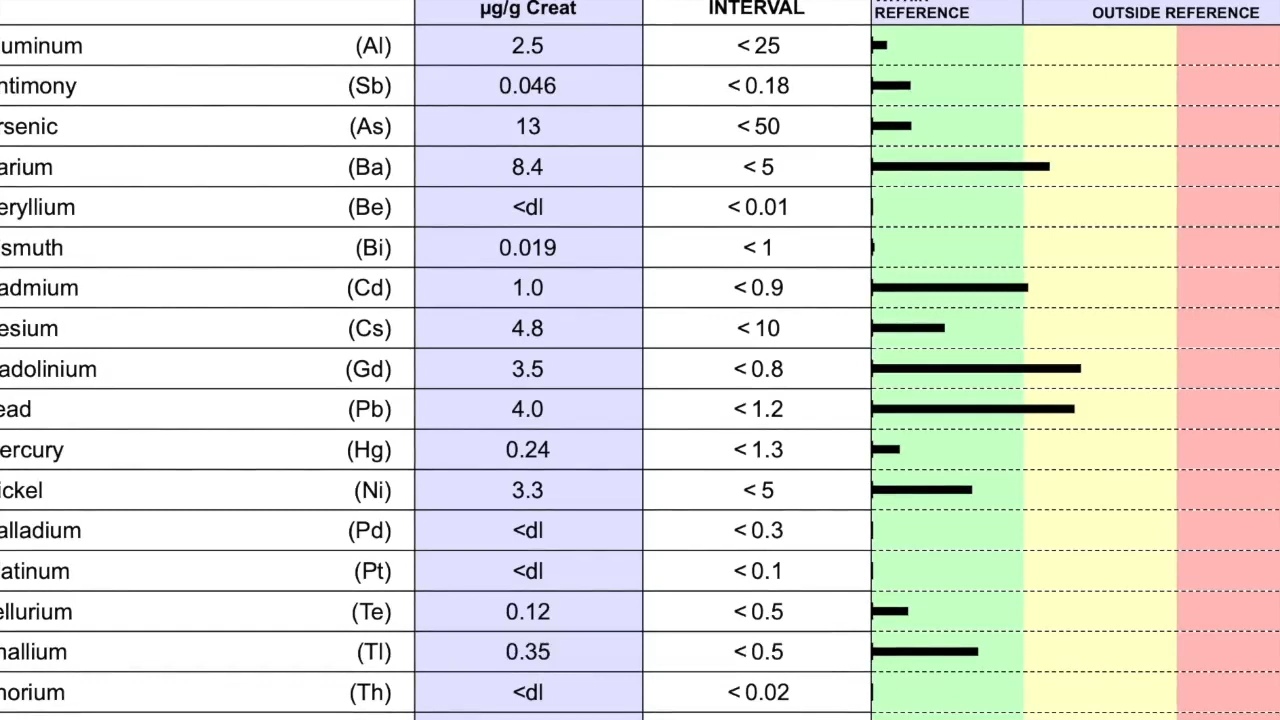 µg/g Creat INTERVAL REFERENCE OUTSIDE REFERENCE
uminum (Al) 2.5 < 25
ntimony (Sb) 0.046 < 0.18
rsenic (As) 13 < 50
arium (Ba) 8.4 < 5
eryllium (Be) <dl < 0.01
smuth (Bi) 0.019 < 1
admium (Cd) 1.0 < 0.9
esium (Cs) 4.8 < 10
adolinium (Gd) 3.5 < 0.8
ead (Pb) 4.0 < 1.2
ercury (Hg) 0.24 < 1.3
ickel (Ni) 3.3 < 5
alladium (Pd) <dl < 0.3
atinum (Pt) <dl < 0.1
ellurium (Te) 0.12 < 0.5
hallium (Tl) 0.35 < 0.5
horium (Th) <dl < 0.02